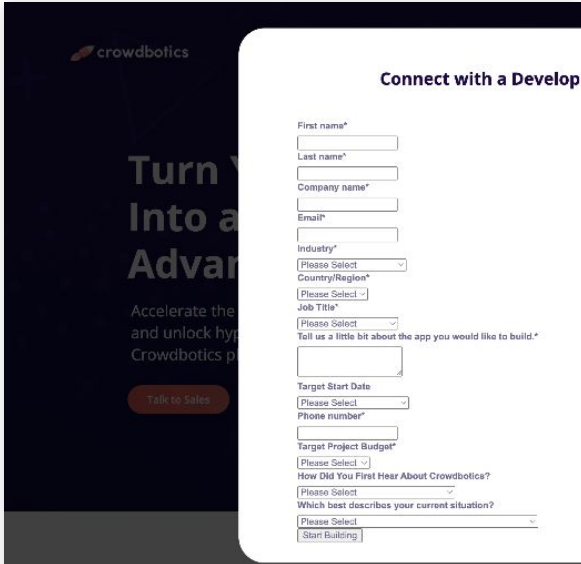 crowdbotics
Connect with a Develop
Turn
Into a
Advar
Accelerate the
and unlock hyp
Crowdbotics pl
Talk to Sales
First name*
Last name*
Company name*
Email*
Industry*
Please Select
Country/Region*
Please Select
Job Title*
Please Select
Tell us a little bit about the app you would like to build.*
Target Start Date
Please Select
Phone number*
Target Project Budget*
Please Select
How Did You First Hear About Crowdbotics?
Please Select
Which best describes your current situation?
Please Select
Start Building